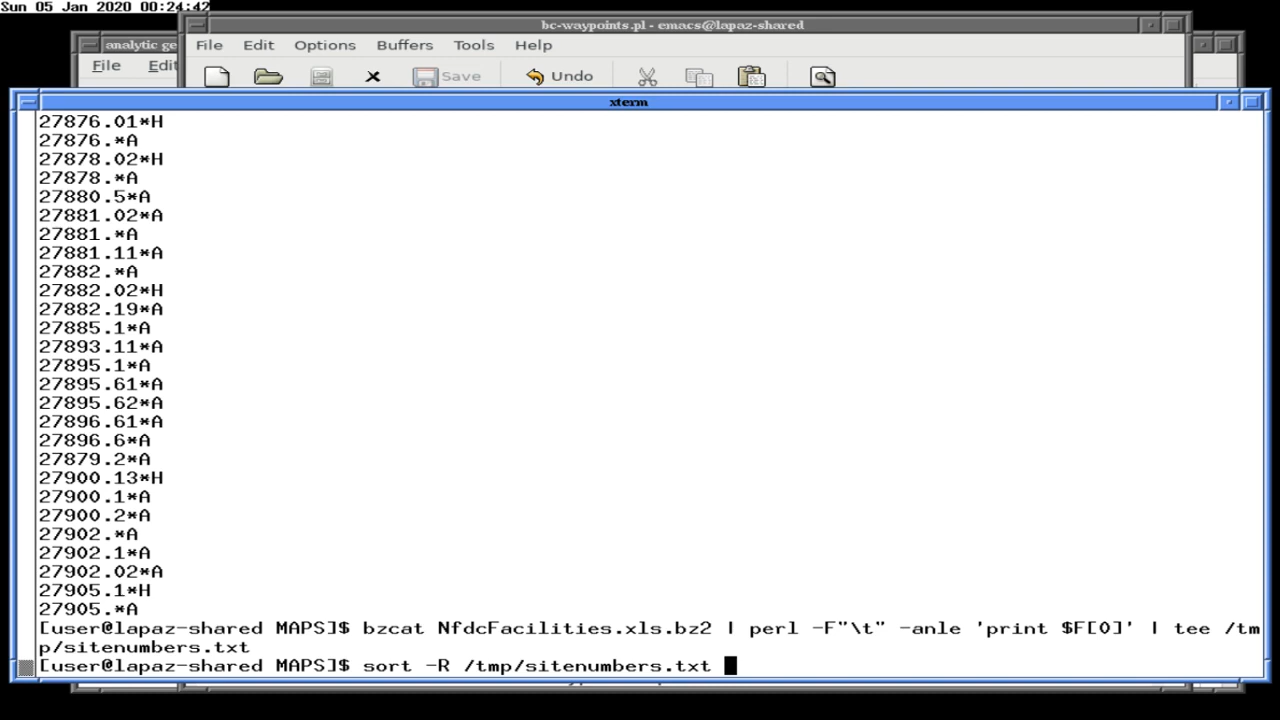 Sun 05 Jan 2020 00:24:42
bc-waypoints.pl - emacs@lapaz-shared
analytic ge
File Edit Options Buffers Tools Help
File Edit
Save Undo
xterm
27876.01*H
27876.*A
27878.02*H
27878.*A
27880.5*A
27881.02*A
27881.*A
27881.11*A
27882.*A
27882.02*H
27882.19*A
27885.1*A
27893.11*A
27895.1*A
27895.61*A
27895.62*A
27896.61*A
27896.6*A
27879.2*A
27900.13*H
27900.1*A
27900.2*A
27902.*A
27902.1*A
27902.02*A
27905.1*H
27905.*A
[user@lapaz-shared MAPS]$ bzcat NfdcFacilities.xls.bz2 | perl -F"\t" -anle 'print $F[0]' | tee /tm
p/sitenumbers.txt
[user@lapaz-shared MAPS]$ sort -R /tmp/sitenumbers.txt